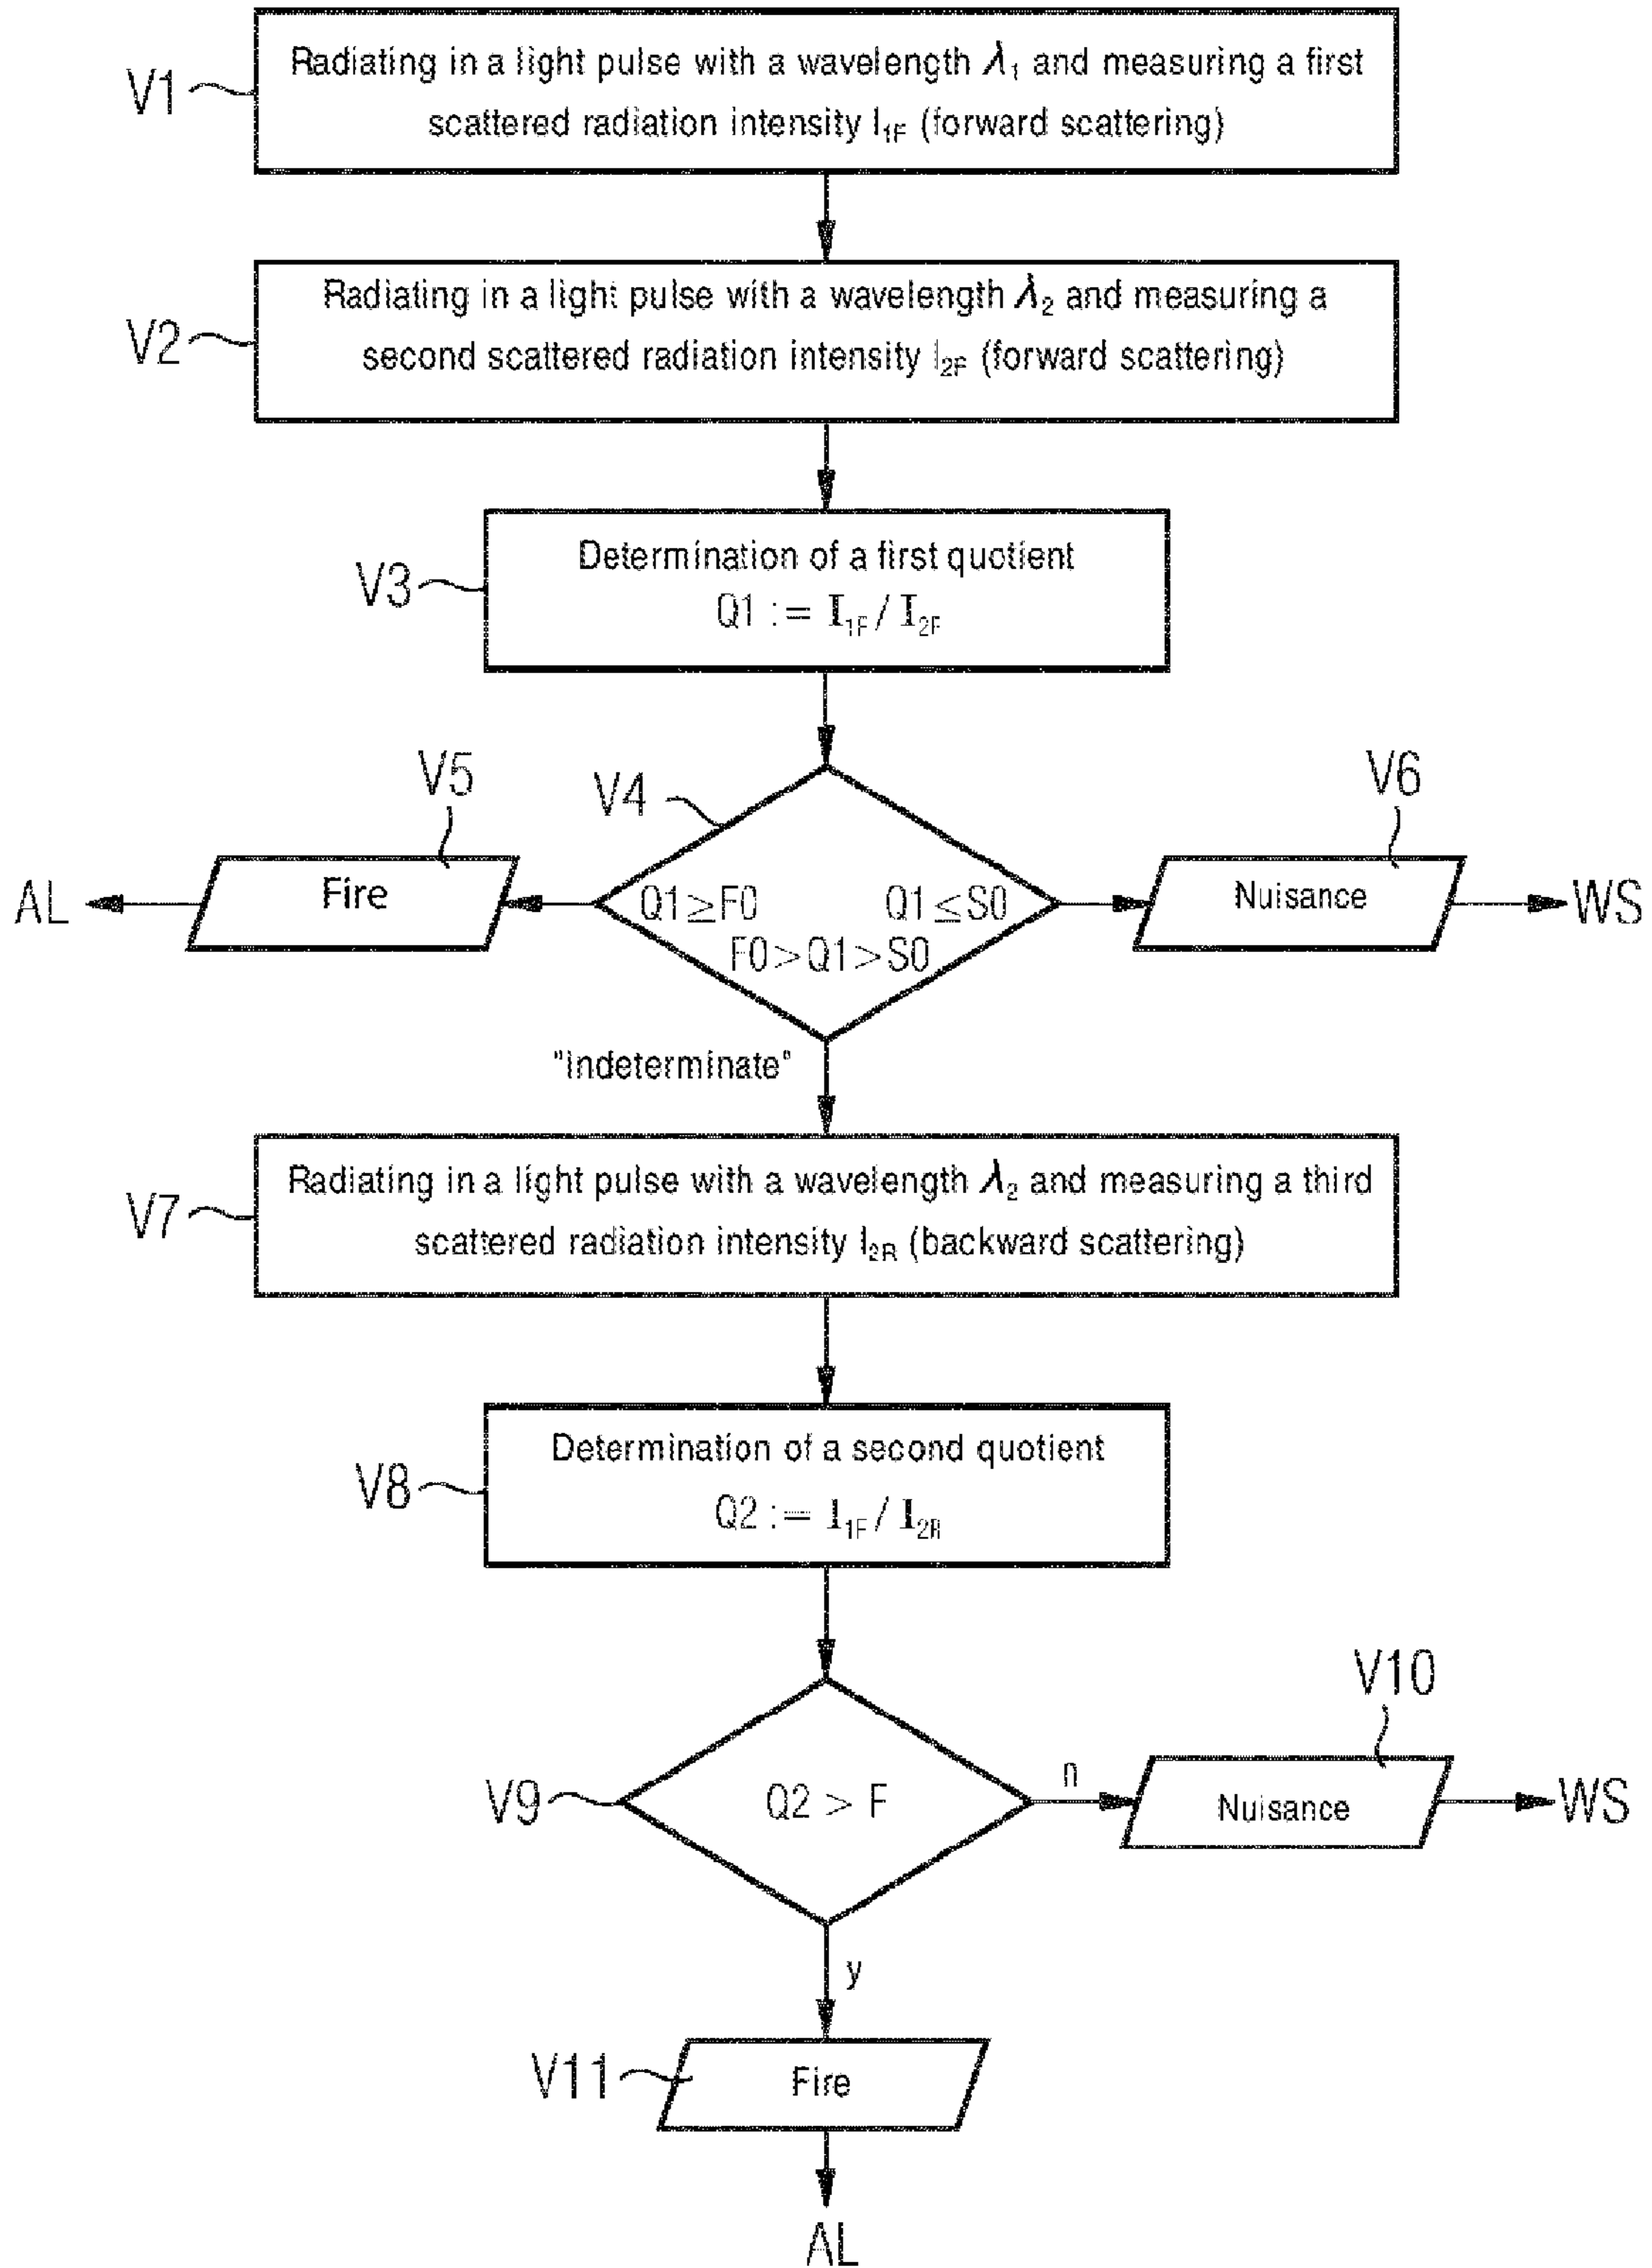 V1
Radiating in a light pulse with a wavelength λ₁ and measuring a first
scattered radiation intensity I₁F (forward scattering)
V2
Radiating in a light pulse with a wavelength λ₂ and measuring a
second scattered radiation intensity I₂F (forward scattering)
V3
Determination of a first quotient
Q1 := I₁F / I₂F
V5
V4
V6
AL
Fire
Q1≥F0
Q1≤S0
Nuisance
WS
F0>Q1>S0
"indeterminate"
V7
Radiating in a light pulse with a wavelength λ₂ and measuring a third
scattered radiation intensity I₂R (backward scattering)
V8
Determination of a second quotient
Q2 := I₁F / I₂R
V10
V9
Q2 > F
n
Nuisance
WS
y
V11
Fire
AL